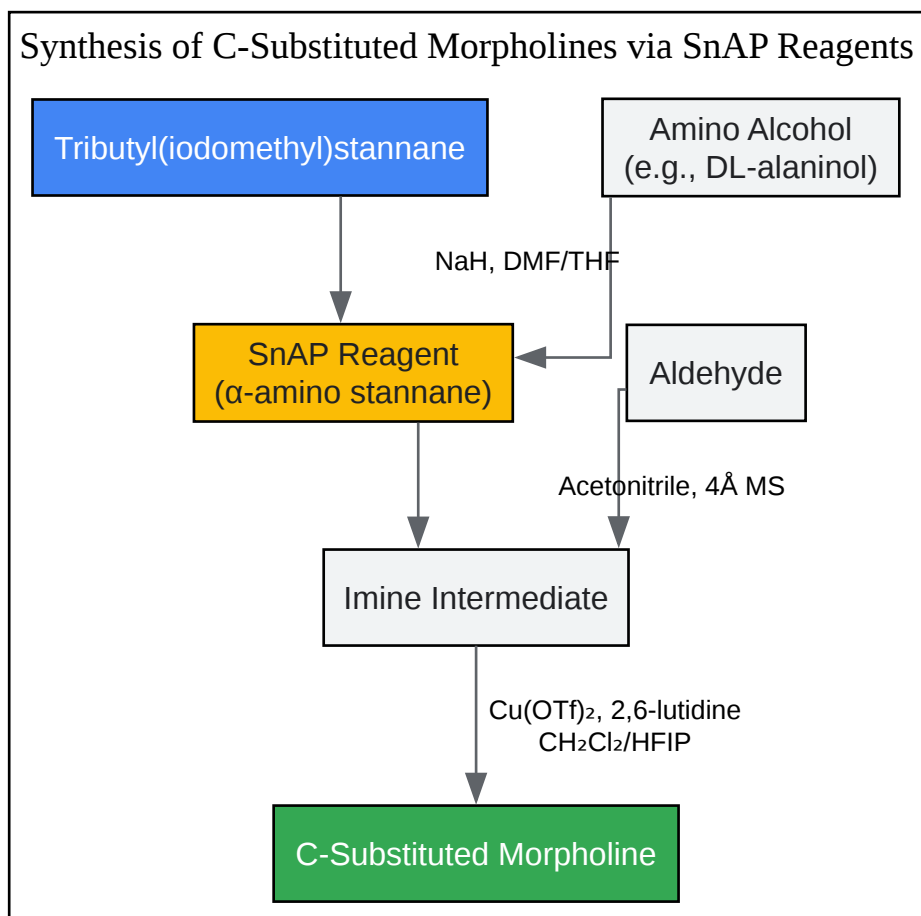 Synthesis of C-Substituted Morpholines via SnAP Reagents
Tributyl(iodomethyl)stannane
Amino Alcohol
(e.g., DL-alaninol)
NaH, DMF/THF
SnAP Reagent
(α-amino stannane)
Aldehyde
Acetonitrile, 4Å MS
Imine Intermediate
Cu(OTf)₂, 2,6-lutidine
CH₂Cl₂/HFIP
C-Substituted Morpholine